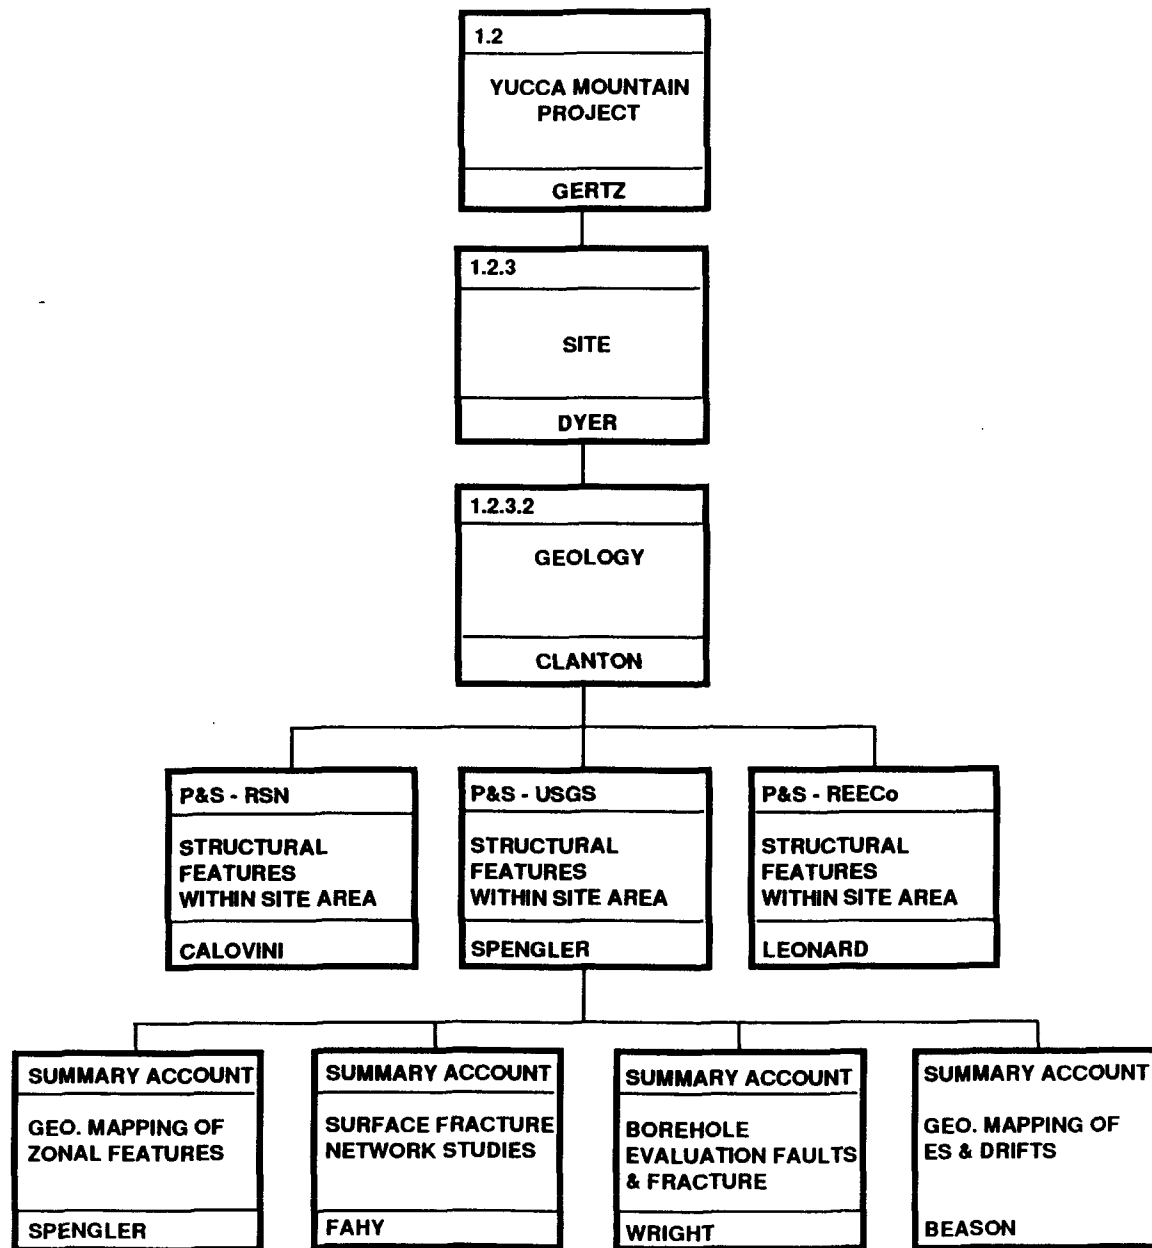 1.2
YUCCA MOUNTAIN
PROJECT
GERTZ
1.2.3
SITE
DYER
1.2.3.2
GEOLOGY
CLANTON
P&S - RSN
STRUCTURAL
FEATURES
WITHIN SITE AREA
CALOVINI
P&S - USGS
STRUCTURAL
FEATURES
WITHIN SITE AREA
SPENGLER
P&S - REECo
STRUCTURAL
FEATURES
WITHIN SITE AREA
LEONARD
SUMMARY ACCOUNT
GEO. MAPPING OF
ZONAL FEATURES
SPENGLER
SUMMARY ACCOUNT
SURFACE FRACTURE
NETWORK STUDIES
FAHY
SUMMARY ACCOUNT
BOREHOLE
EVALUATION FAULTS
& FRACTURE
WRIGHT
SUMMARY ACCOUNT
GEO. MAPPING OF
ES & DRIFTS
BEASON